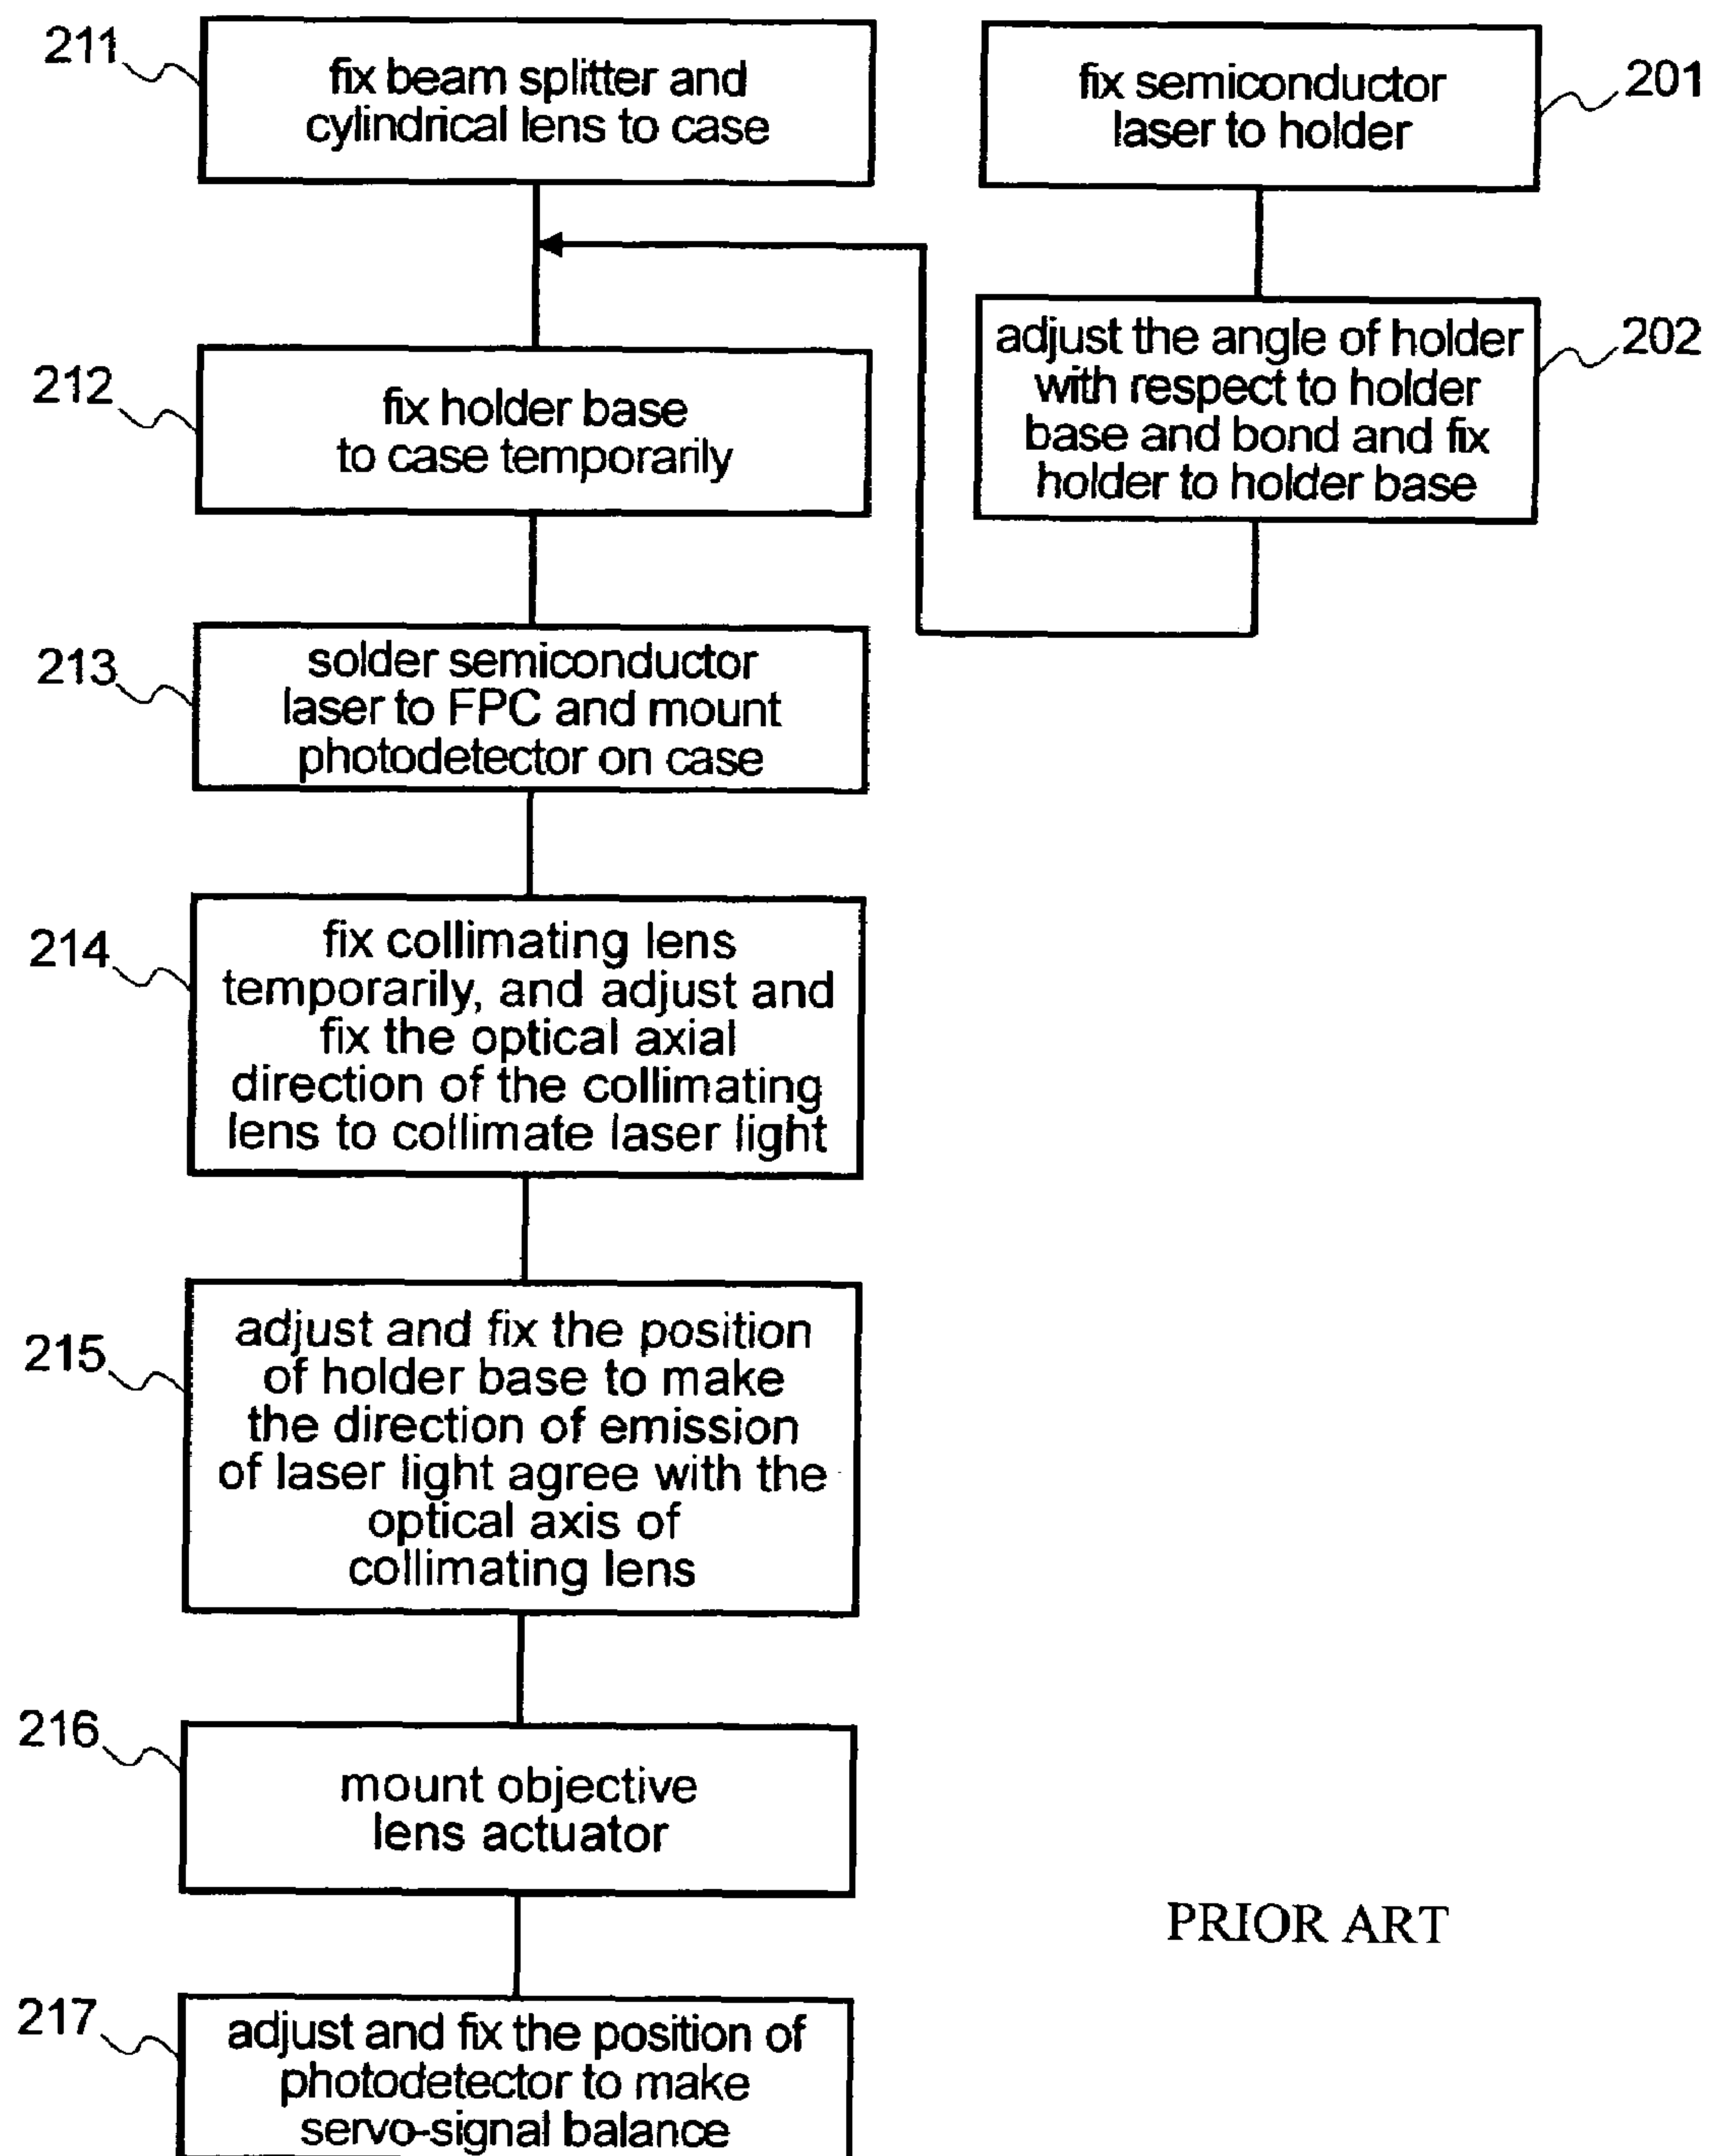 211
fix beam splitter and
cylindrical lens to case
fix semiconductor
laser to holder
201
adjust the angle of holder
with respect to holder
base and bond and fix
holder to holder base
202
212
fix holder base
to case temporarily
213
solder semiconductor
laser to FPC and mount
photodetector on case
214
fix collimating lens
temporarily, and adjust and
fix the optical axial
direction of the collimating
lens to collimate laser light
215
adjust and fix the position
of holder base to make
the direction of emission
of laser light agree with the
optical axis of
collimating lens
216
mount objective
lens actuator
PRIOR ART
217
adjust and fix the position of
photodetector to make
servo-signal balance